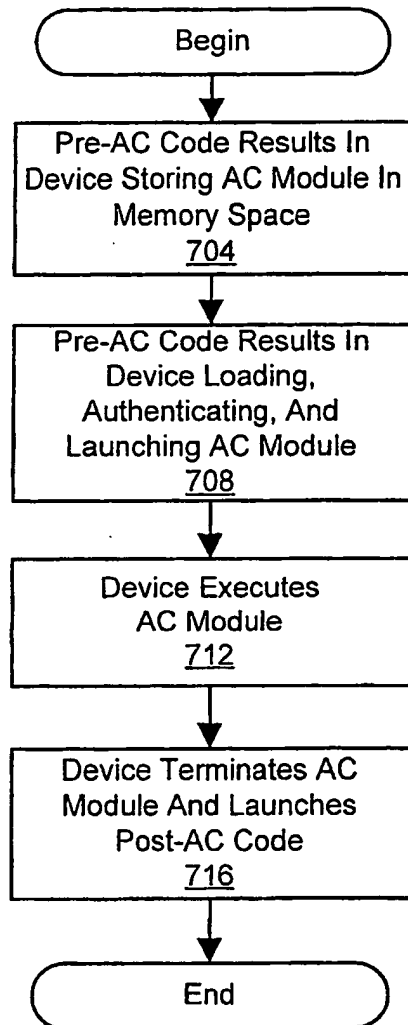 Begin
Pre-AC Code Results In
Device Storing AC Module In
Memory Space
704
Pre-AC Code Results In
Device Loading,
Authenticating, And
Launching AC Module
708
Device Executes
AC Module
712
Device Terminates AC
Module And Launches
Post-AC Code
716
End